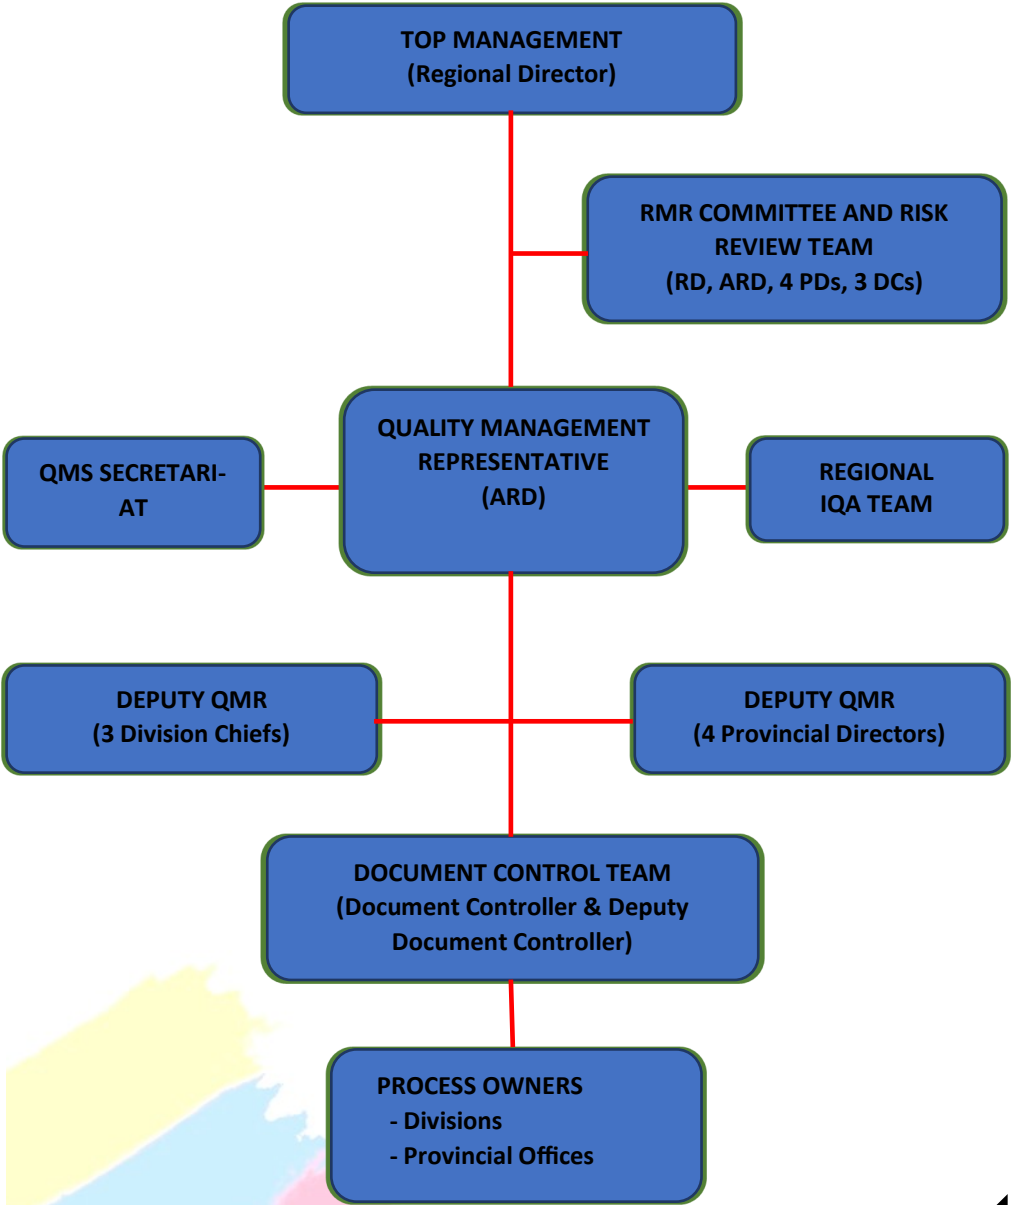 TOP MANAGEMENT
(Regional Director)
RMR COMMITTEE AND RISK
REVIEW TEAM
(RD, ARD, 4 PDs, 3 DCs)
QUALITY MANAGEMENT
REPRESENTATIVE
(ARD)
QMS SECRETARI-
AT
REGIONAL
IQA TEAM
DEPUTY QMR
(3 Division Chiefs)
DEPUTY QMR
(4 Provincial Directors)
DOCUMENT CONTROL TEAM
(Document Controller & Deputy
Document Controller)
PROCESS OWNERS
- Divisions
- Provincial Offices